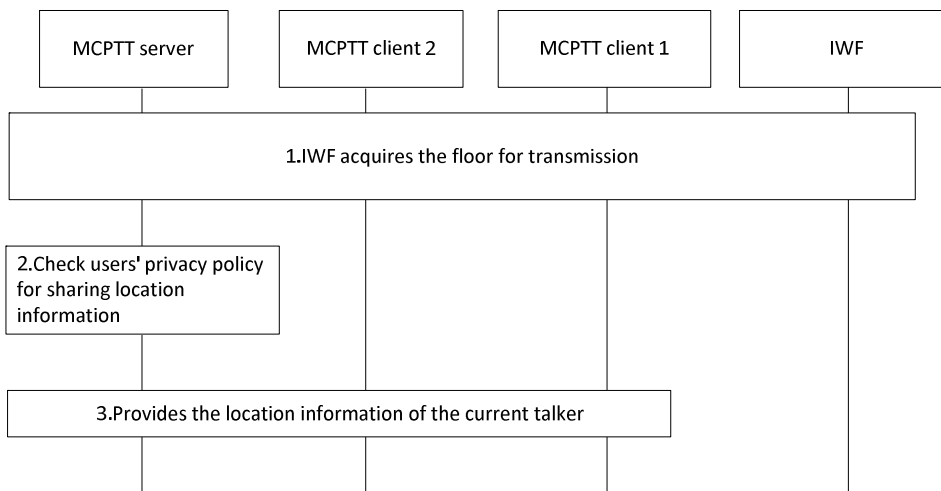 MCPTT server
MCPTT client 2
MCPTT client 1
IWF
1.IWF acquires the floor for transmission
2.Check users' privacy policy
for sharing location
information
3.Provides the location information of the current talker